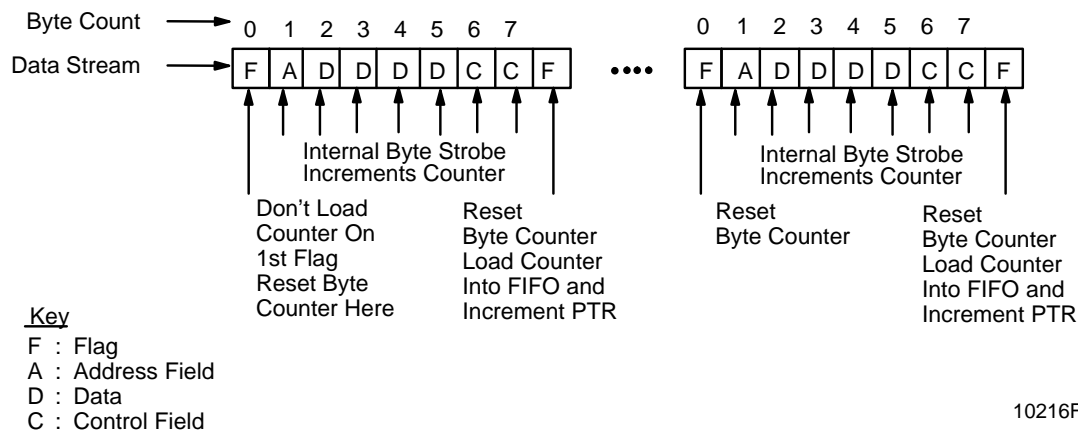 Byte Count 0 1 2 3 4 5 6 7 0 1 2 3 4 5 6 7
Data Stream F A D D D D C C F •••• F A D D D D C C F
Internal Byte Strobe
Increments Counter
Internal Byte Strobe
Increments Counter
Don't Load
Counter On
1st Flag
Reset Byte
Counter Here
Reset
Byte Counter
Load Counter
Into FIFO and
Increment PTR
Reset
Byte Counter
Reset
Byte Counter
Load Counter
Into FIFO and
Increment PTR
Key
F : Flag
A : Address Field
D : Data
C : Control Field
10216F